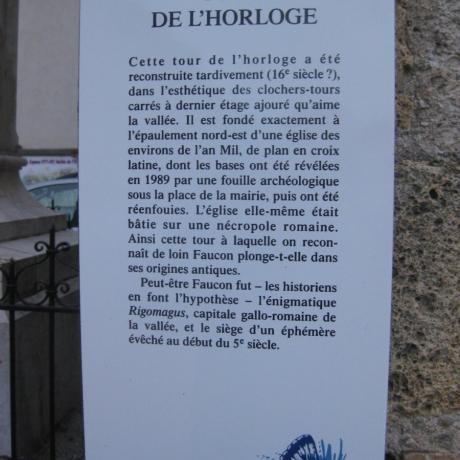 DE L'HORLOGE
Cette tour de l'horloge a été
reconstruite tardivement (16e siècle ?),
dans l'esthétique des clochers-tours
carrés à dernier étage ajouré qu'aime
la vallée. Il est fondé exactement à
l'épaulement nord-est d'une église des
environs de l'an Mil, de plan en croix
latine, dont les bases ont été révélées
en 1989 par une fouille archéologique
sous la place de la mairie, puis ont été
réenfouies. L'église elle-même était
bâtie sur une nécropole romaine.
Ainsi cette tour à laquelle on recon-
naît de loin Faucon plonge-t-elle dans
ses origines antiques.
Peut-être Faucon fut – les historiens
en font l'hypothèse – l'énigmatique
Rigomagus, capitale gallo-romaine de
la vallée, et le siège d'un éphémère
évêché au début du 5e siècle.